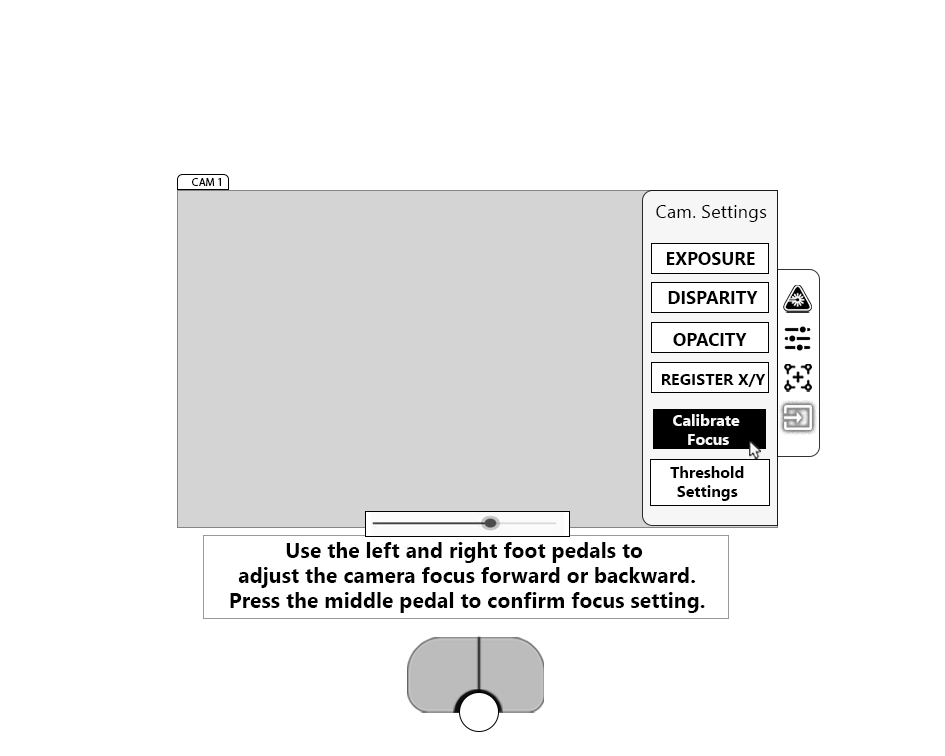 CAM 1
Cam. Settings
EXPOSURE
DISPARITY
OPACITY
REGISTER X/Y
Calibrate
Focus
Threshold
Settings
Use the left and right foot pedals to
adjust the camera focus forward or backward.
Press the middle pedal to confirm focus setting.